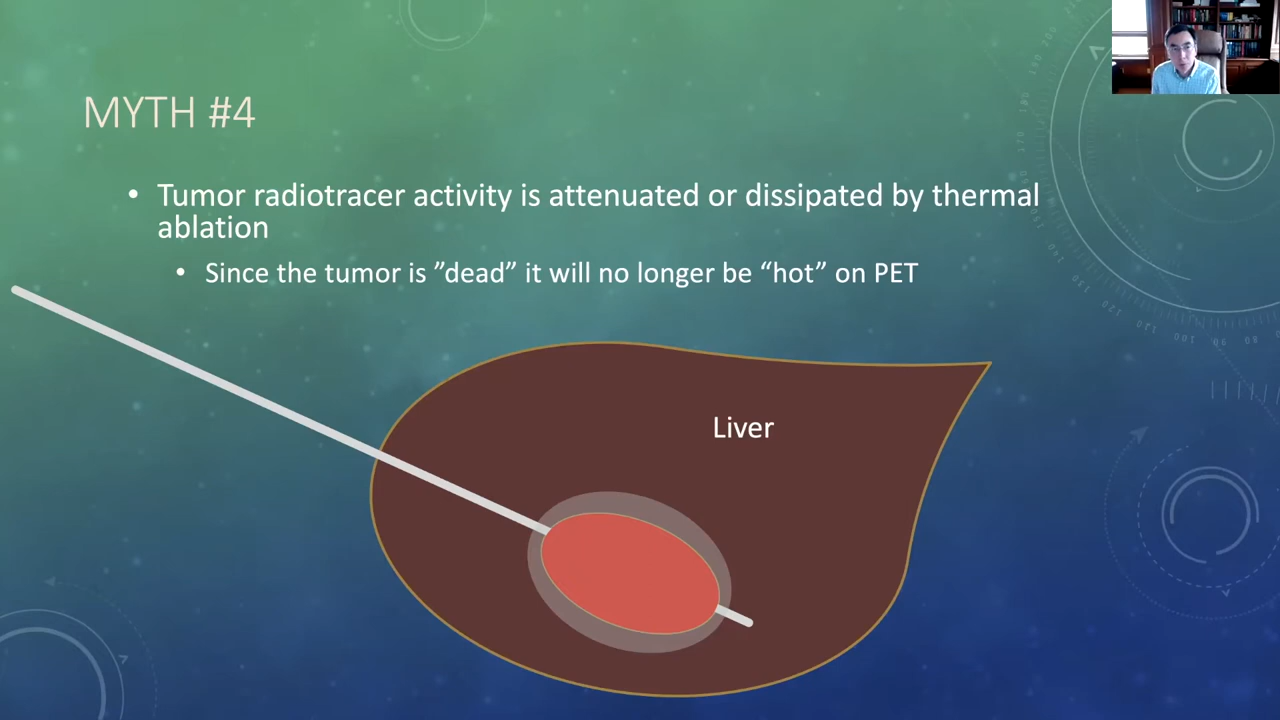 MYTH #4
• Tumor radiotracer activity is attenuated or dissipated by thermal
ablation
• Since the tumor is ”dead” it will no longer be “hot” on PET
Liver